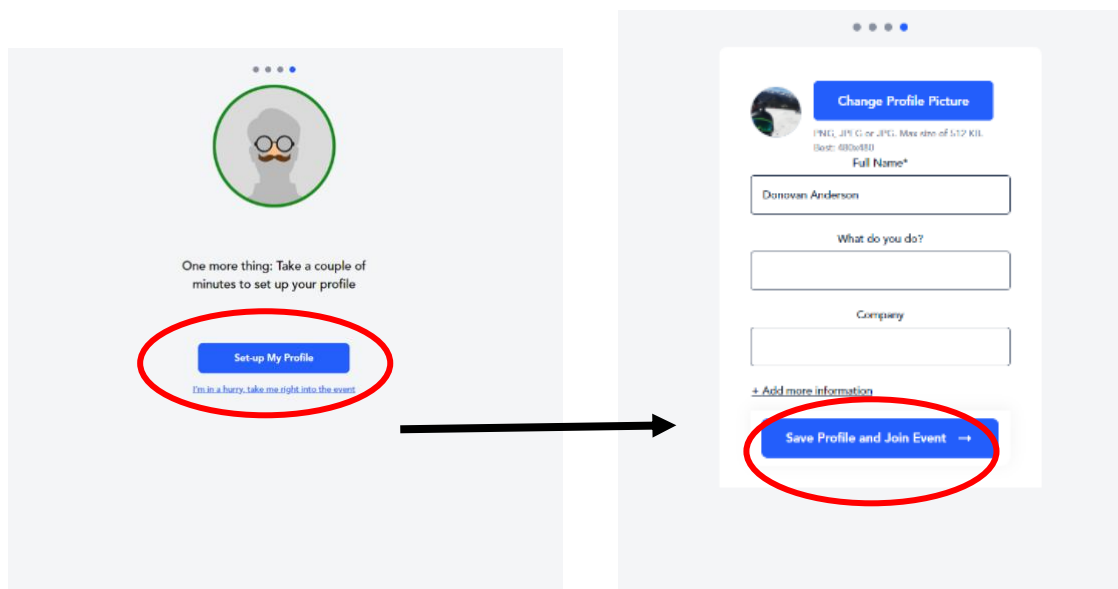 One more thing: Take a couple of
minutes to set up your profile
Set-up My Profile
I'm in a hurry, take me right into the event
Change Profile Picture
PNG, JPEG or JPG. Max size of 512 KB.
Best: 480x480
Full Name*
Donovan Anderson
What do you do?
Company
+ Add more information
Save Profile and Join Event →